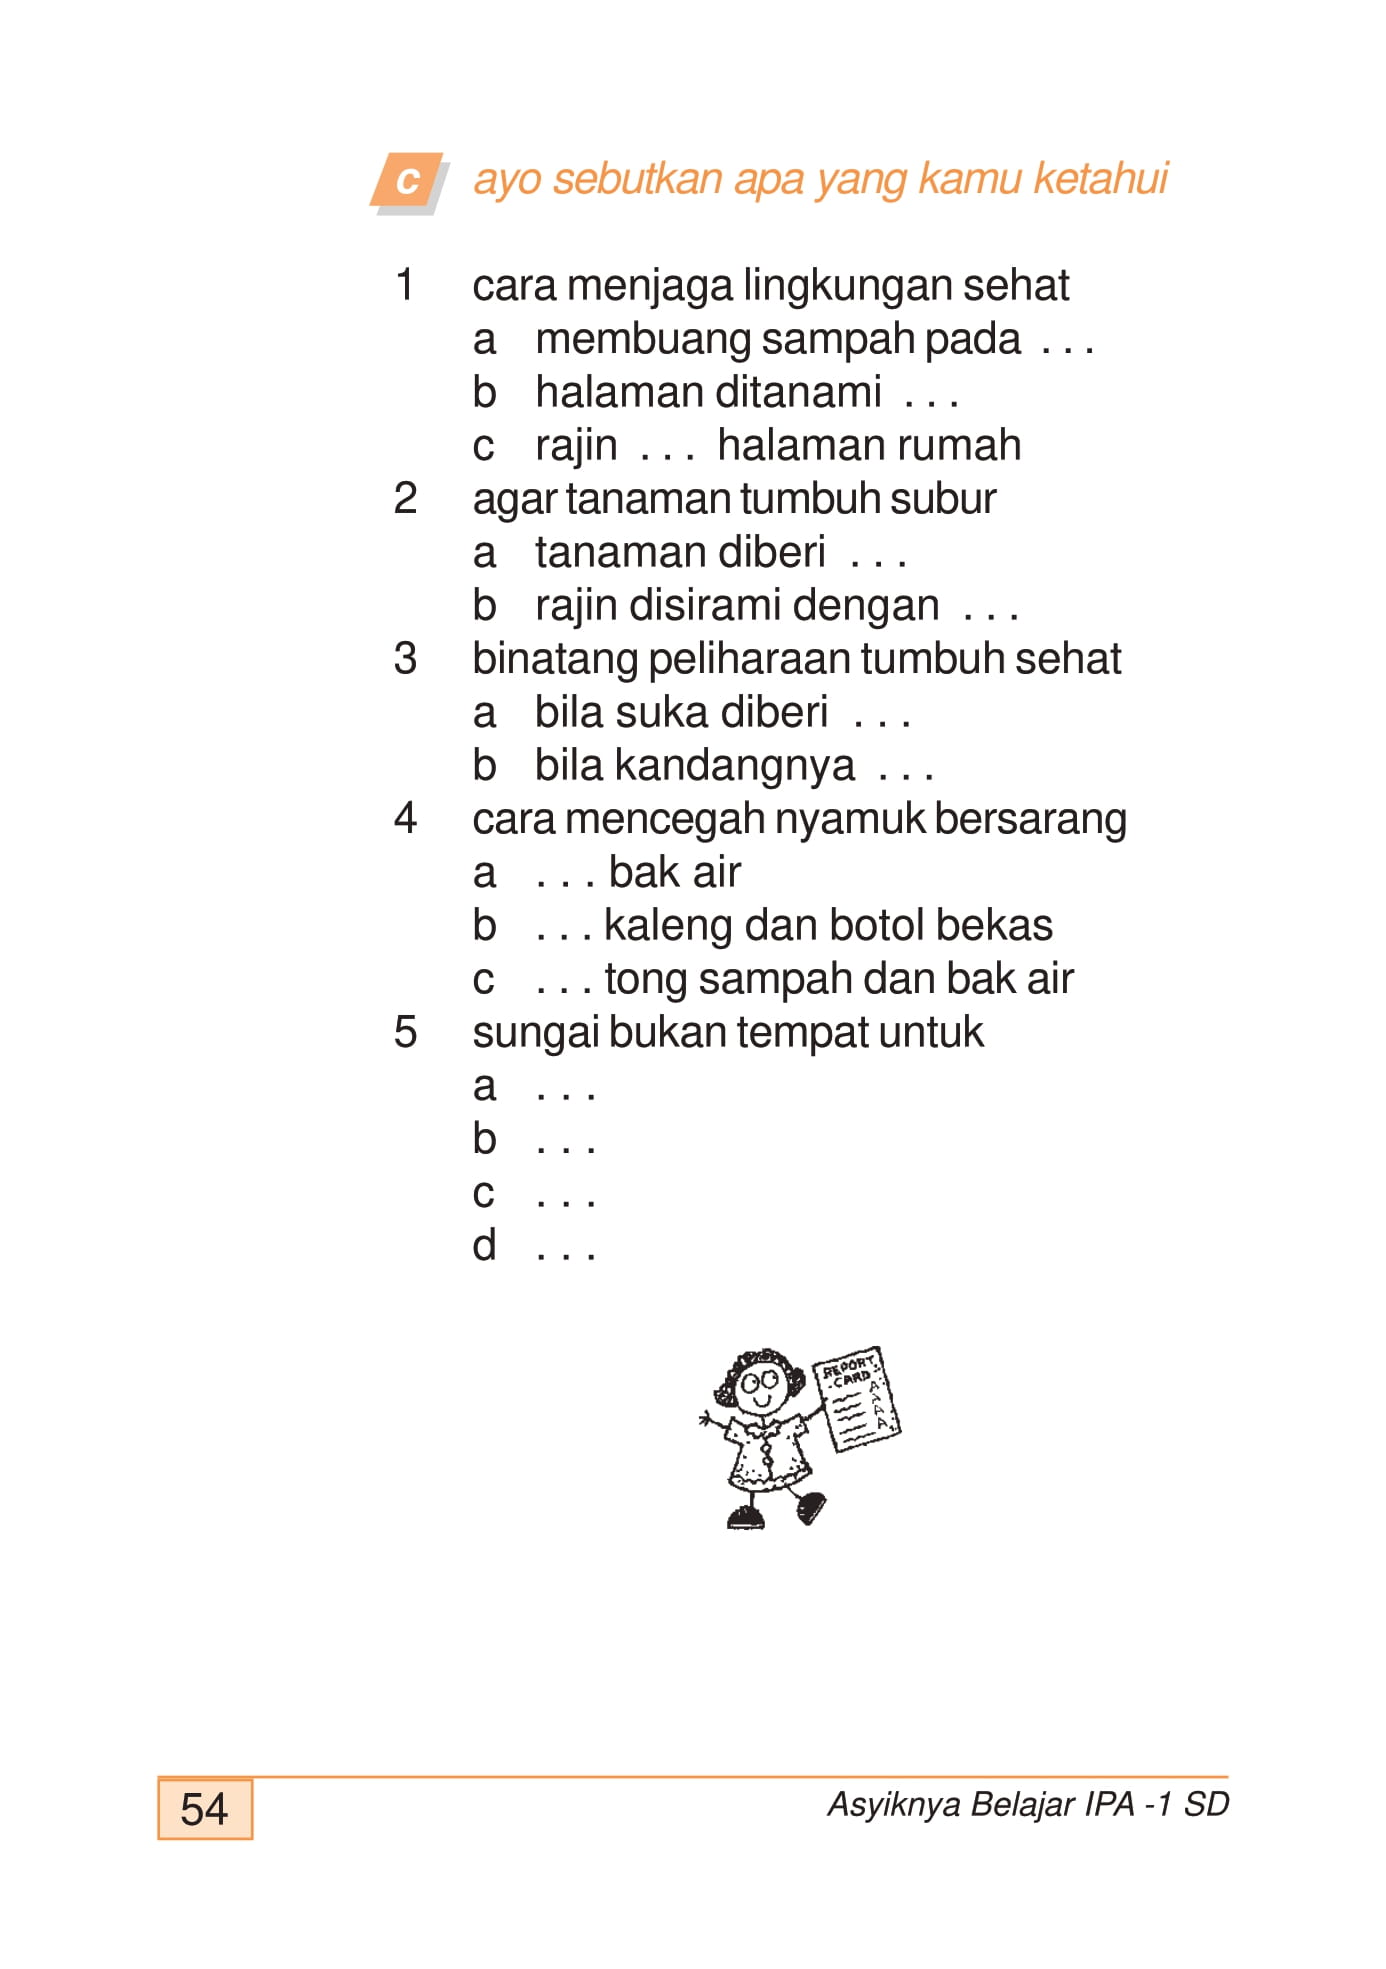 c ayo sebutkan apa yang kamu ketahui
1 cara menjaga lingkungan sehat
a membuang sampah pada . . .
b halaman ditanami . . .
c rajin . . . halaman rumah
2 agar tanaman tumbuh subur
a tanaman diberi . . .
b rajin disirami dengan . . .
3 binatang peliharaan tumbuh sehat
a bila suka diberi . . .
b bila kandangnya . . .
4 cara mencegah nyamuk bersarang
a . . . bak air
b . . . kaleng dan botol bekas
c . . . tong sampah dan bak air
5 sungai bukan tempat untuk
a . . .
b . . .
c . . .
d . . .
REPORT
CARD
A
A
A
A
54 Asyiknya Belajar IPA -1 SD